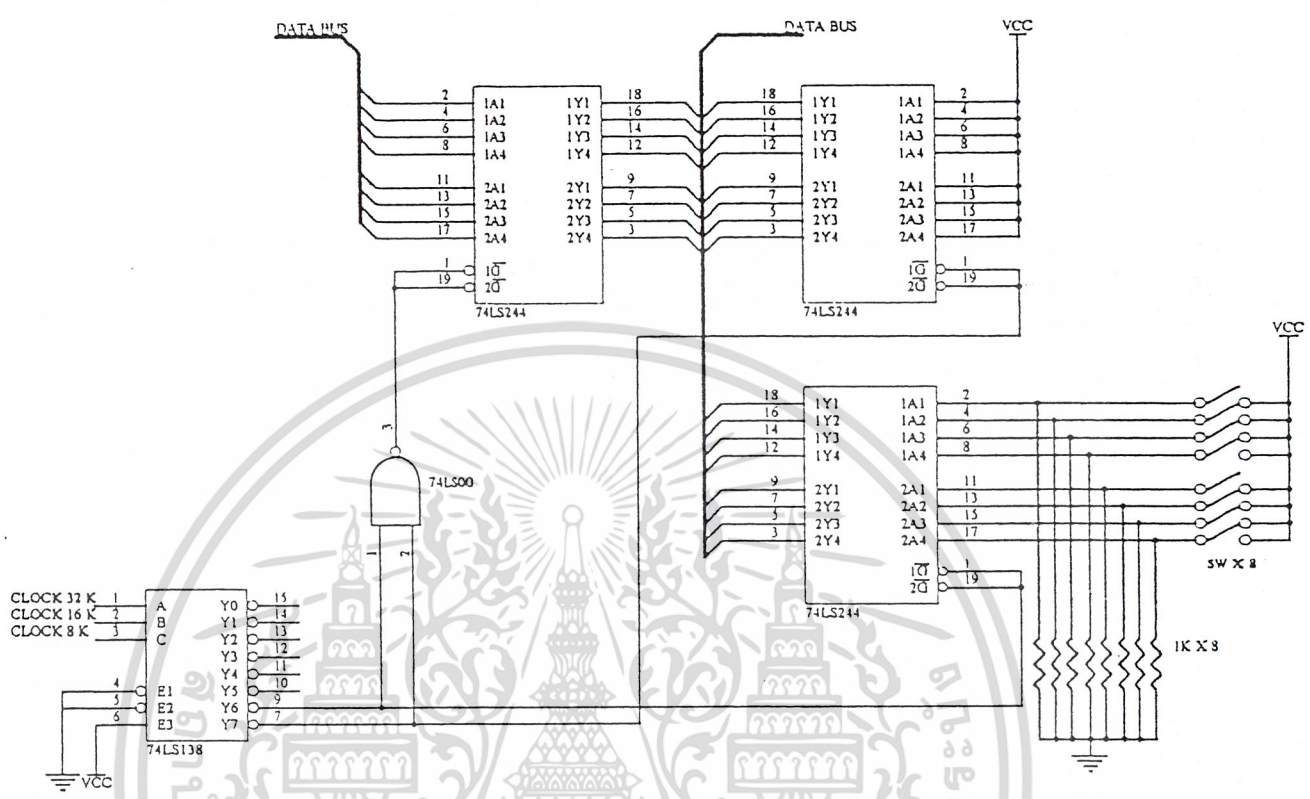 DATA BUS
DATA BUS
VCC
2 1A1 1Y1 18
4 1A2 1Y2 16
6 1A3 1Y3 14
8 1A4 1Y4 12
11 2A1 2Y1 9
13 2A2 2Y2 7
15 2A3 2Y3 5
17 2A4 2Y4 3
1 1G
19 2G
74LS244
18 1Y1 1A1 2
16 1Y2 1A2 4
14 1Y3 1A3 6
12 1Y4 1A4 8
9 2Y1 2A1 11
7 2Y2 2A2 13
5 2Y3 2A3 15
3 2Y4 2A4 17
1G 1
2G 19
74LS244
VCC
18 1Y1 1A1 2
16 1Y2 1A2 4
14 1Y3 1A3 6
12 1Y4 1A4 8
9 2Y1 2A1 11
7 2Y2 2A2 13
5 2Y3 2A3 15
3 2Y4 2A4 17
1G 1
2G 19
74LS244
SW X 8
1K X 8
3
74LS00
1 2
CLOCK 32 K 1 A Y0 15
CLOCK 16 K 2 B Y1 14
CLOCK 8 K 3 C Y2 13
Y3 12
Y4 11
4 E1 Y5 10
5 E2 Y6 9
6 E3 Y7 7
74LS138
VCC